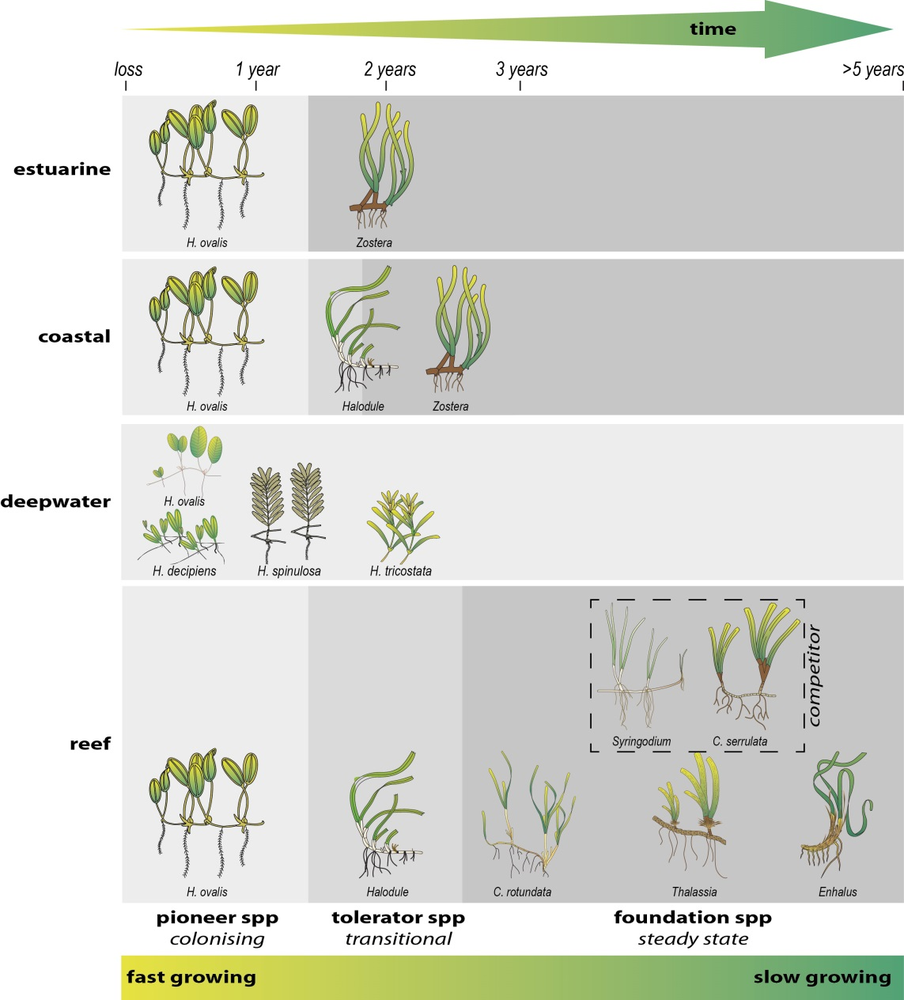 time
loss 1 year 2 years 3 years >5 years
estuarine
H. ovalis Zostera
coastal
H. ovalis Halodule Zostera
deepwater
H. ovalis
H. decipiens H. spinulosa H. tricostata
reef
competitor
Syringodium C. serrulata
H. ovalis Halodule C. rotundata Thalassia Enhalus
pioneer spp tolerator spp foundation spp
colonising transitional steady state
fast growing slow growing